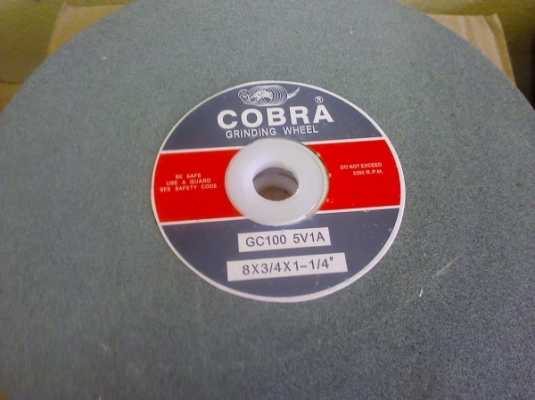 COBRA®
GRINDING WHEEL
BE SAFE
USE A GUARD
SEE SAFETY CODE
DO NOT EXCEED
R.P.M.
GC100 5V1A
8X3/4X1-1/4"